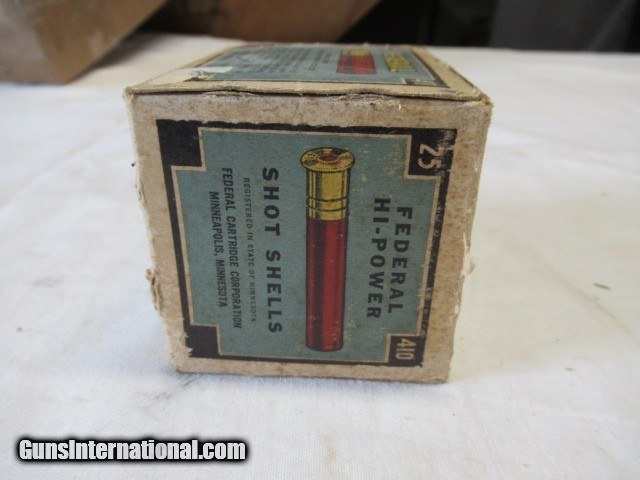 25
410
FEDERAL
HI-POWER
SHOT SHELLS
REGISTERED IN STATE OF MINNESOTA
FEDERAL CARTRIDGE CORPORATION
MINNEAPOLIS, MINNESOTA
GunsInternational.com